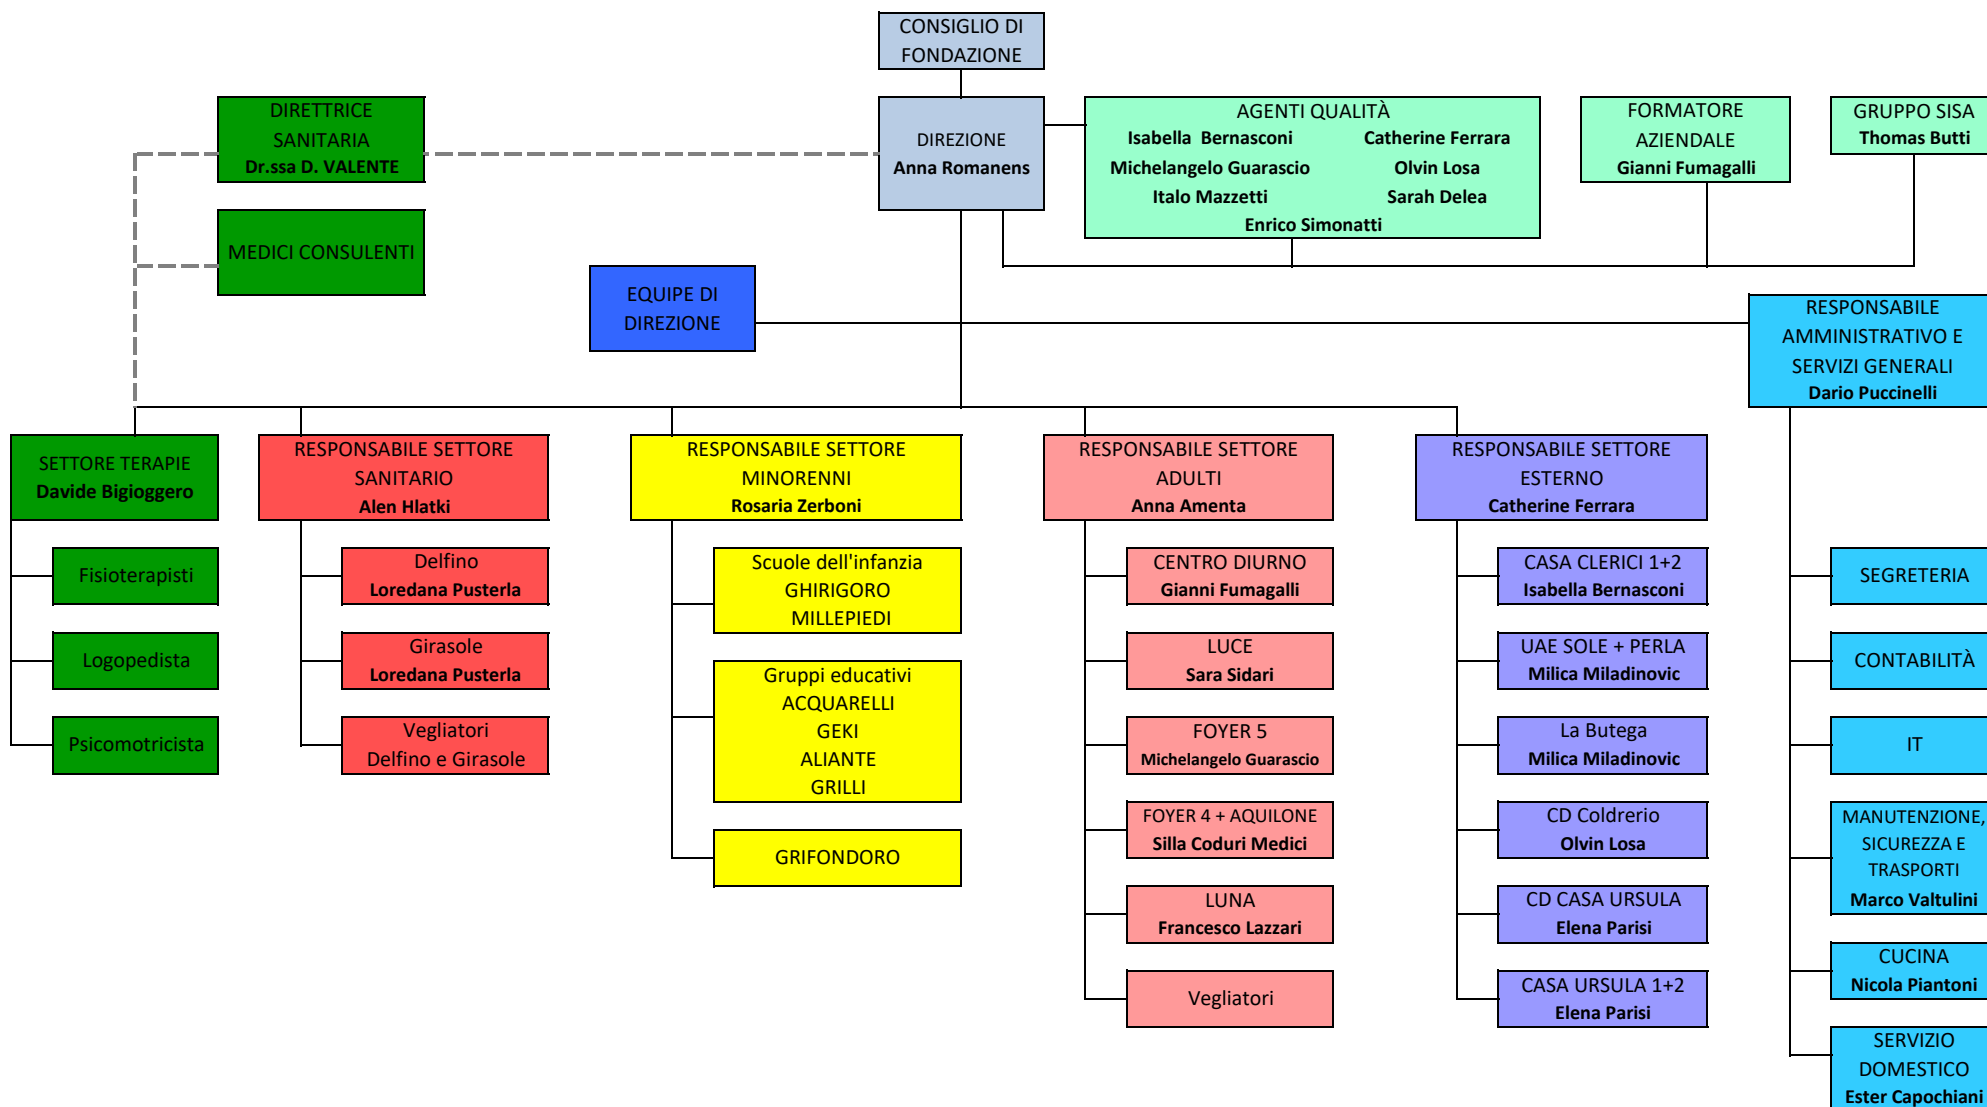 CONSIGLIO DI
FONDAZIONE
DIRETTRICE
SANITARIA
Dr.ssa D. VALENTE
DIREZIONE
Anna Romanens
AGENTI QUALITÀ
Isabella  Bernasconi
Catherine Ferrara
Michelangelo Guarascio
Olvin Losa
Italo Mazzetti
Sarah Delea
Enrico Simonatti
FORMATORE
AZIENDALE
Gianni Fumagalli
GRUPPO SISA
Thomas Butti
MEDICI CONSULENTI
EQUIPE DI
DIREZIONE
RESPONSABILE
AMMINISTRATIVO E
SERVIZI GENERALI
Dario Puccinelli
SETTORE TERAPIE
Davide Bigioggero
Fisioterapisti
Logopedista
Psicomotricista
RESPONSABILE SETTORE
SANITARIO
Alen Hlatki
Delfino
Loredana Pusterla
Girasole
Loredana Pusterla
Vegliatori
Delfino e Girasole
RESPONSABILE SETTORE
MINORENNI
Rosaria Zerboni
Scuole dell'infanzia
GHIRIGORO
MILLEPIEDI
Gruppi educativi
ACQUARELLI
GEKI
ALIANTE
GRILLI
GRIFONDORO
RESPONSABILE SETTORE
ADULTI
Anna Amenta
CENTRO DIURNO
Gianni Fumagalli
LUCE
Sara Sidari
FOYER 5
Michelangelo Guarascio
FOYER 4 + AQUILONE
Silla Coduri Medici
LUNA
Francesco Lazzari
Vegliatori
RESPONSABILE SETTORE
ESTERNO
Catherine Ferrara
CASA CLERICI 1+2
Isabella Bernasconi
UAE SOLE + PERLA
Milica Miladinovic
La Butega
Milica Miladinovic
CD Coldrerio
Olvin Losa
CD CASA URSULA
Elena Parisi
CASA URSULA 1+2
Elena Parisi
SEGRETERIA
CONTABILITÀ
IT
MANUTENZIONE,
SICUREZZA E
TRASPORTI
Marco Valtulini
CUCINA
Nicola Piantoni
SERVIZIO
DOMESTICO
Ester Capochiani